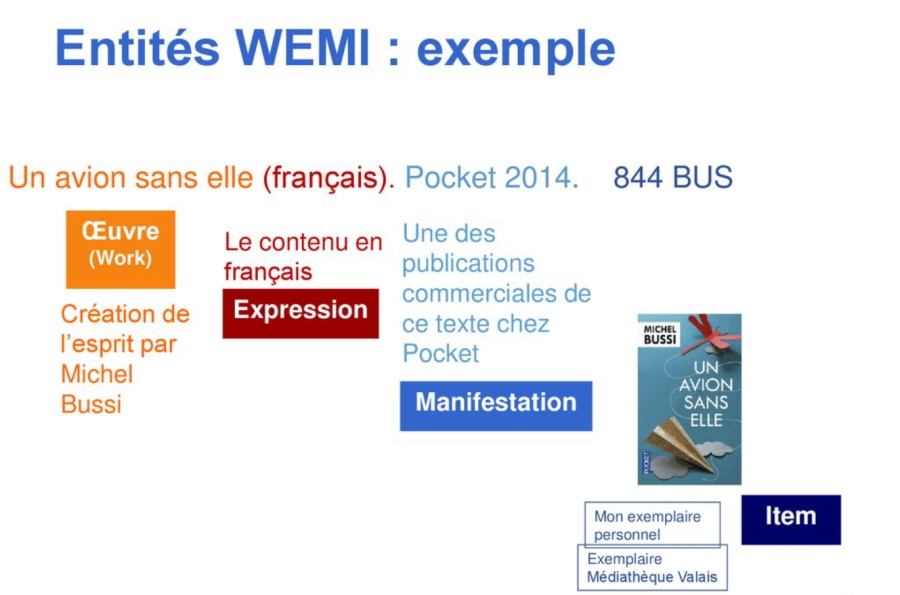 Entités WEMI : exemple
Un avion sans elle (français). Pocket 2014. 844 BUS
Œuvre
(Work)
Création de
l'esprit par
Michel
Bussi
Le contenu en
français
Expression
Une des
publications
commerciales de
ce texte chez
Pocket
Manifestation
MICHEL
BUSSI
UN
AVION
SANS
ELLE
POCKET
Item
Mon exemplaire
personnel
Exemplaire
Médiathèque Valais